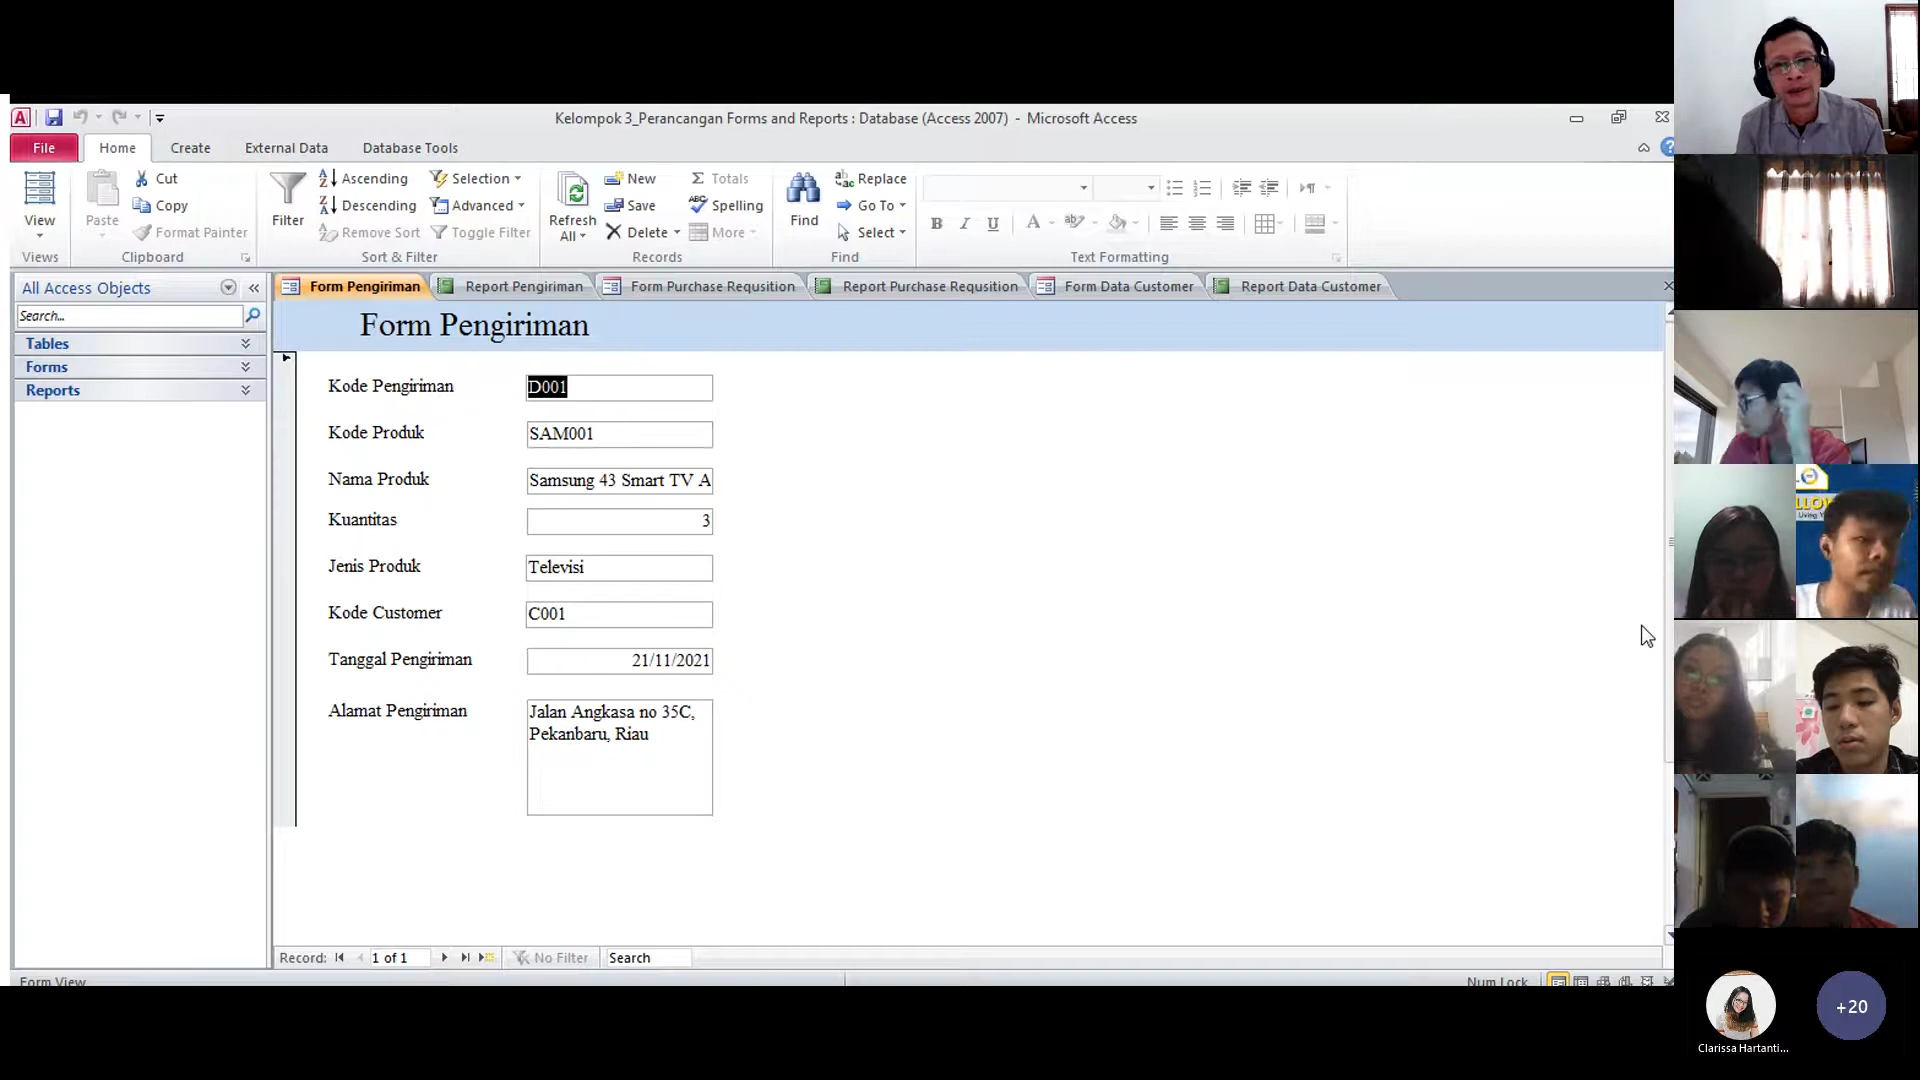 Kelompok 3_Perancangan Forms and Reports : Database (Access 2007) - Microsoft Access
File Home Create External Data Database Tools
View
Views
Paste
Cut
Copy
Format Painter
Clipboard
Filter
Ascending
Descending
Remove Sort
Selection
Advanced
Toggle Filter
Sort & Filter
Refresh
All
New
Save
Delete
Totals
Spelling
More
Records
Find
Replace
Go To
Select
Find
B I U A
Text Formatting
All Access Objects
Search...
Tables
Forms
Reports
Form Pengiriman Report Pengiriman Form Purchase Requsition Report Purchase Requsition Form Data Customer Report Data Customer
Form Pengiriman
Kode Pengiriman D001
Kode Produk SAM001
Nama Produk Samsung 43 Smart TV A
Kuantitas 3
Jenis Produk Televisi
Kode Customer C001
Tanggal Pengiriman 21/11/2021
Alamat Pengiriman Jalan Angkasa no 35C,
Pekanbaru, Riau
Record: 1 of 1 No Filter Search
Form View Num Lock
Living
Clarissa Hartanti...
+20